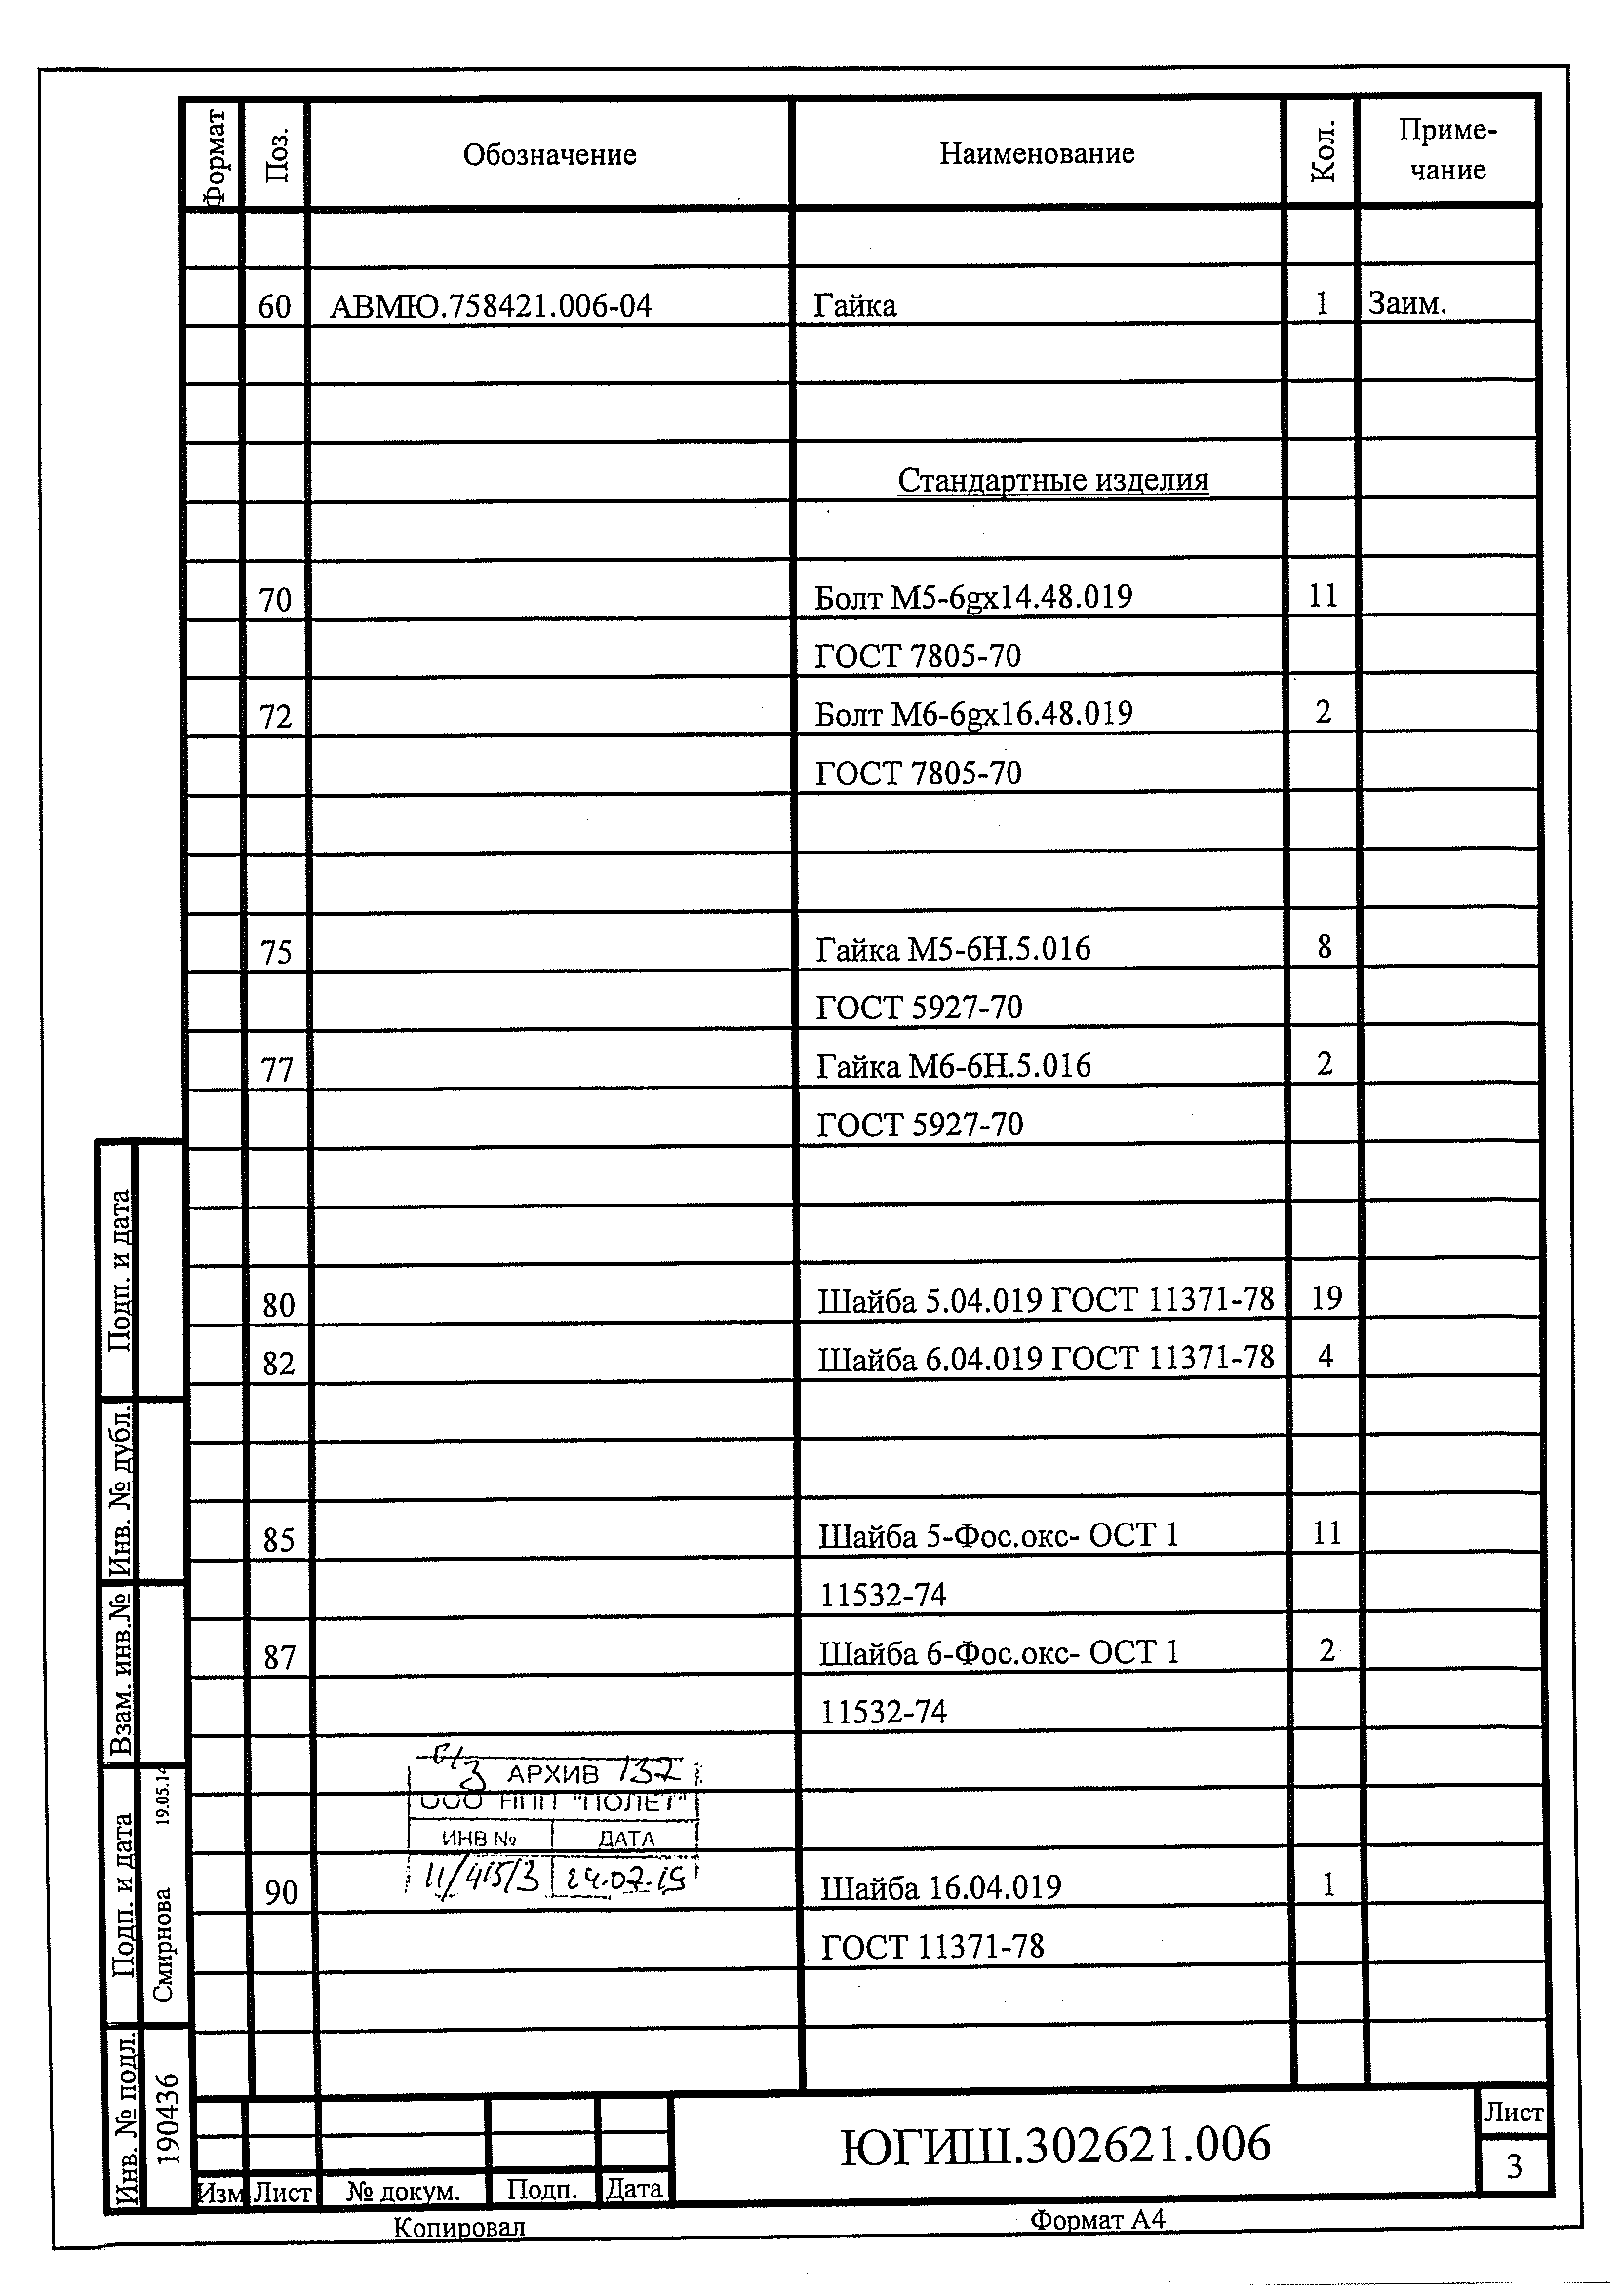 Формат Поз. Обозначение Наименование Кол. Приме-
чание
60 АВМЮ.758421.006-04 Гайка 1 Заим.
Стандартные изделия
70 Болт М5-6gx14.48.019 11
ГОСТ 7805-70
72 Болт М6-6gx16.48.019 2
ГОСТ 7805-70
75 Гайка М5-6Н.5.016 8
ГОСТ 5927-70
77 Гайка М6-6Н.5.016 2
ГОСТ 5927-70
80 Шайба 5.04.019 ГОСТ 11371-78 19
82 Шайба 6.04.019 ГОСТ 11371-78 4
85 Шайба 5-Фос.окс- ОСТ 1 11
11532-74
87 Шайба 6-Фос.окс- ОСТ 1 2
11532-74
АРХИВ 137
ООО НПП "ПОЛЕТ"
ИНВ № ДАТА
11/415/3 24.07.15
90 Шайба 16.04.019 1
ГОСТ 11371-78
Подп. и дата
Инв. № дубл.
Взам. инв.№
Подп. и дата Смирнова 19.05.14
Инв. № подл. 190436
Изм Лист № докум. Подп. Дата
ЮГИШ.302621.006
Лист
3
Копировал Формат А4